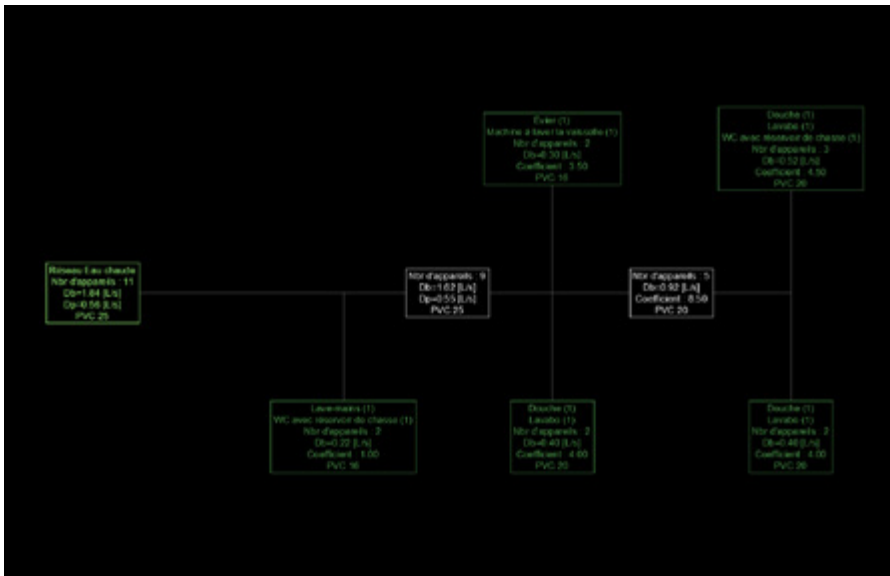 Réseau Eau chaude
Nbr d'appareils : 11
Db=1.84 [L/s]
Dp=0.56 [L/s]
PVC 25
Lave-mains (1)
WC avec réservoir de chasse (1)
Nbr d'appareils : 2
Db=0.22 [L/s]
Coefficient : 1.00
PVC 16
Nbr d'appareils : 9
Db=1.62 [L/s]
Dp=0.55 [L/s]
PVC 25
Évier (1)
Machine à laver la vaisselle (1)
Nbr d'appareils : 2
Db=0.30 [L/s]
Coefficient : 3.50
PVC 16
Douche (1)
Lavabo (1)
Nbr d'appareils : 2
Db=0.40 [L/s]
Coefficient : 4.00
PVC 20
Nbr d'appareils : 5
Db=0.92 [L/s]
Coefficient : 8.50
PVC 20
Douche (1)
Lavabo (1)
WC avec réservoir de chasse (1)
Nbr d'appareils : 3
Db=0.52 [L/s]
Coefficient : 4.50
PVC 20
Douche (1)
Lavabo (1)
Nbr d'appareils : 2
Db=0.40 [L/s]
Coefficient : 4.00
PVC 20